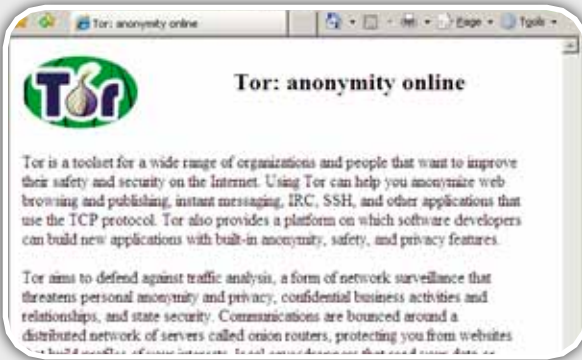 Tor: anonymity online
Page
Tools
Tor
Tor: anonymity online
Tor is a toolset for a wide range of organizations and people that want to improve
their safety and security on the Internet. Using Tor can help you anonymize web
browsing and publishing, instant messaging, IRC, SSH, and other applications that
use the TCP protocol. Tor also provides a platform on which software developers
can build new applications with built-in anonymity, safety, and privacy features.
Tor aims to defend against traffic analysis, a form of network surveillance that
threatens personal anonymity and privacy, confidential business activities and
relationships, and state security. Communications are bounced around a
distributed network of servers called onion routers, protecting you from websites